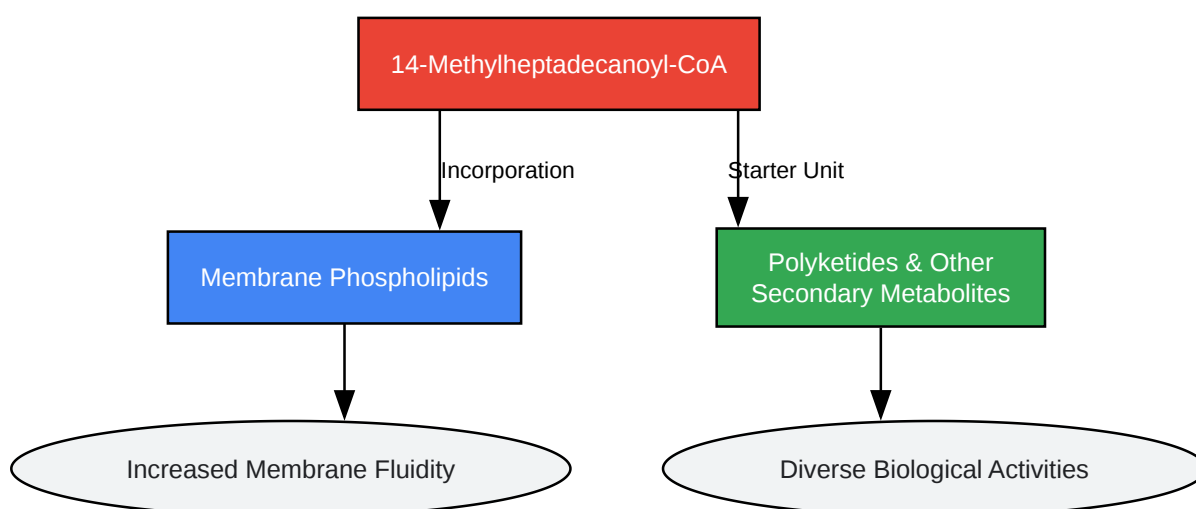 14-Methylheptadecanoyl-CoA
Incorporation
Starter Unit
Membrane Phospholipids
Polyketides & Other
Secondary Metabolites
Increased Membrane Fluidity
Diverse Biological Activities